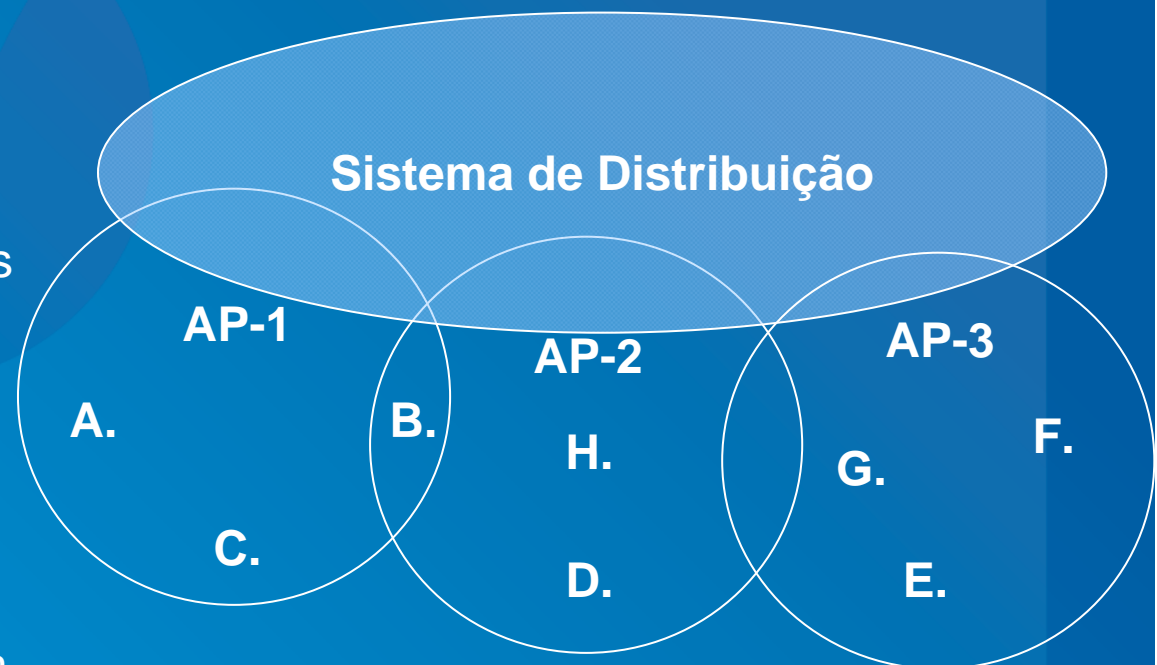 Sistema de Distribuição
s
AP-1
AP-2
AP-3
A.
B.
H.
G.
F.
C.
D.
E.